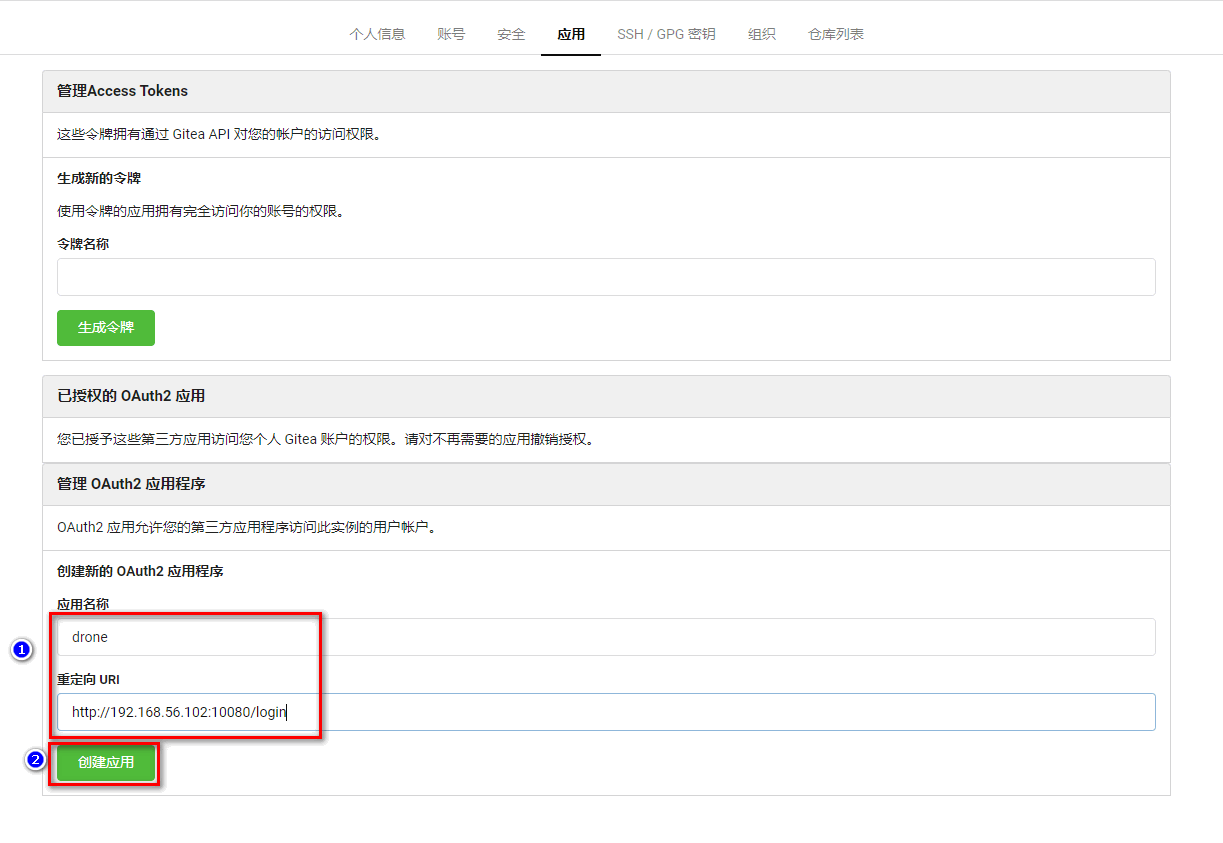 个人信息 账号 安全 应用 SSH / GPG 密钥 组织 仓库列表
管理Access Tokens
这些令牌拥有通过 Gitea API 对您的帐户的访问权限。
生成新的令牌
使用令牌的应用拥有完全访问你的账号的权限。
令牌名称
生成令牌
已授权的 OAuth2 应用
您已授予这些第三方应用访问您个人 Gitea 账户的权限。请对不再需要的应用撤销授权。
管理 OAuth2 应用程序
OAuth2 应用允许您的第三方应用程序访问此实例的用户帐户。
创建新的 OAuth2 应用程序
应用名称
1 drone
重定向 URI
http://192.168.56.102:10080/login
2 创建应用